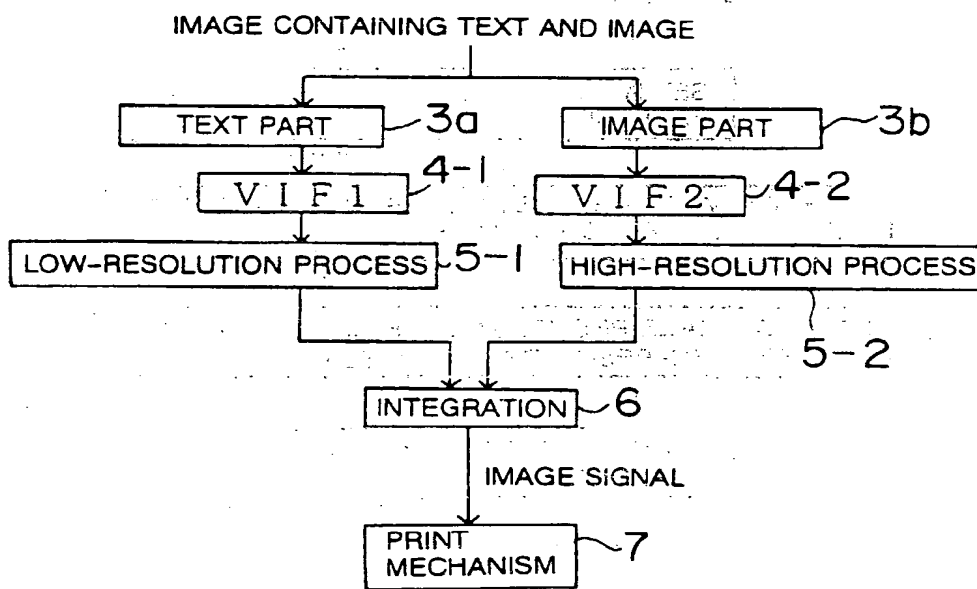 IMAGE CONTAINING TEXT AND IMAGE
TEXT PART 3a
IMAGE PART 3b
VIF1 4-1
VIF2 4-2
LOW-RESOLUTION PROCESS 5-1
HIGH-RESOLUTION PROCESS
5-2
INTEGRATION 6
IMAGE SIGNAL
PRINT
MECHANISM 7